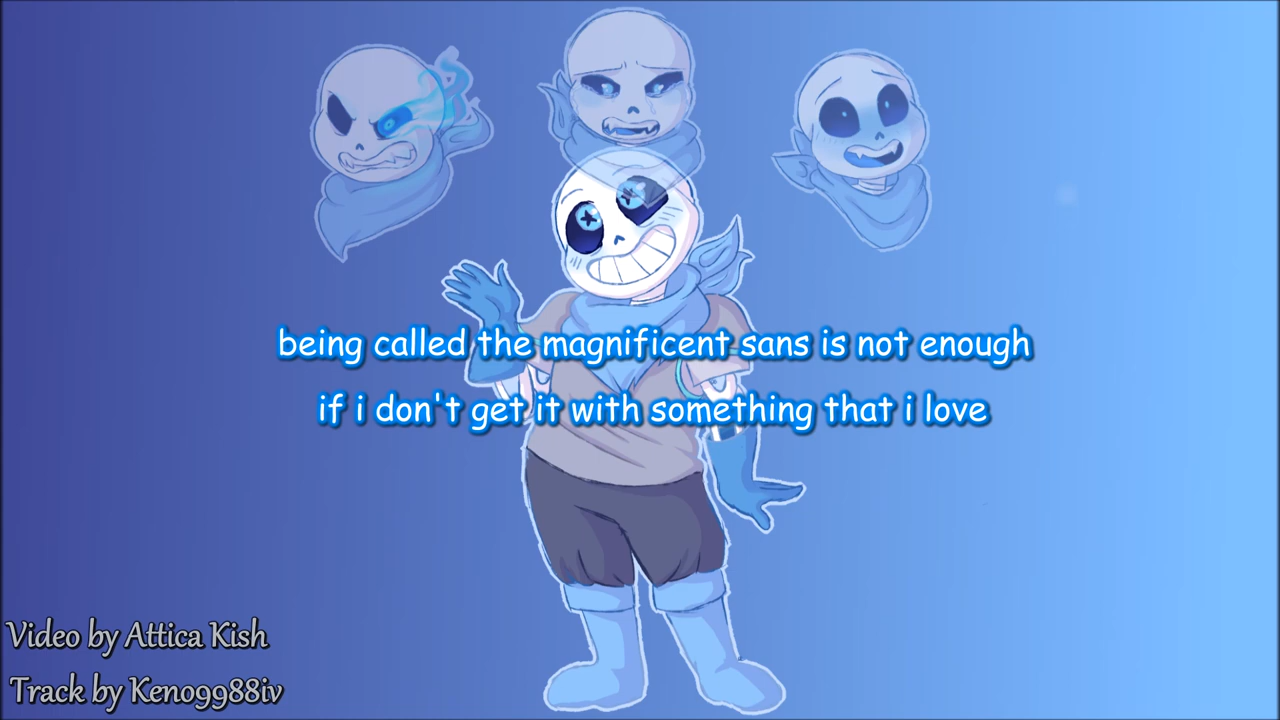 being called the magnificent sans is not enough
if i don't get it with something that i love
Video by Attica Kish
Track by Keno9988iv